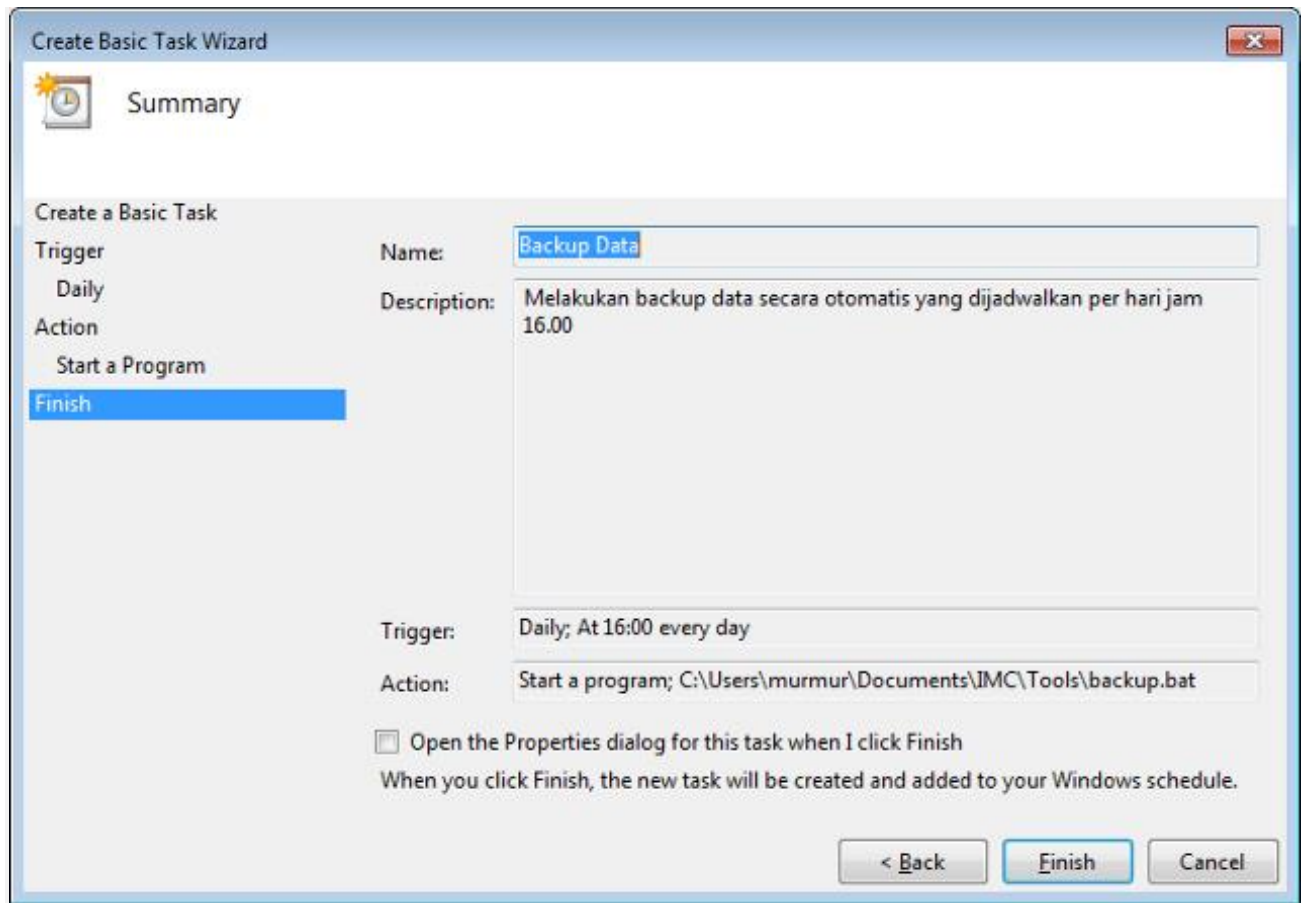 Create Basic Task Wizard
Summary
Create a Basic Task
Trigger
Daily
Action
Start a Program
Finish
Name:
Backup Data
Description:
Melakukan backup data secara otomatis yang dijadwalkan per hari jam
16.00
Trigger:
Daily; At 16:00 every day
Action:
Start a program; C:\Users\murmur\Documents\IMC\Tools\backup.bat
Open the Properties dialog for this task when I click Finish
When you click Finish, the new task will be created and added to your Windows schedule.
< Back
Finish
Cancel